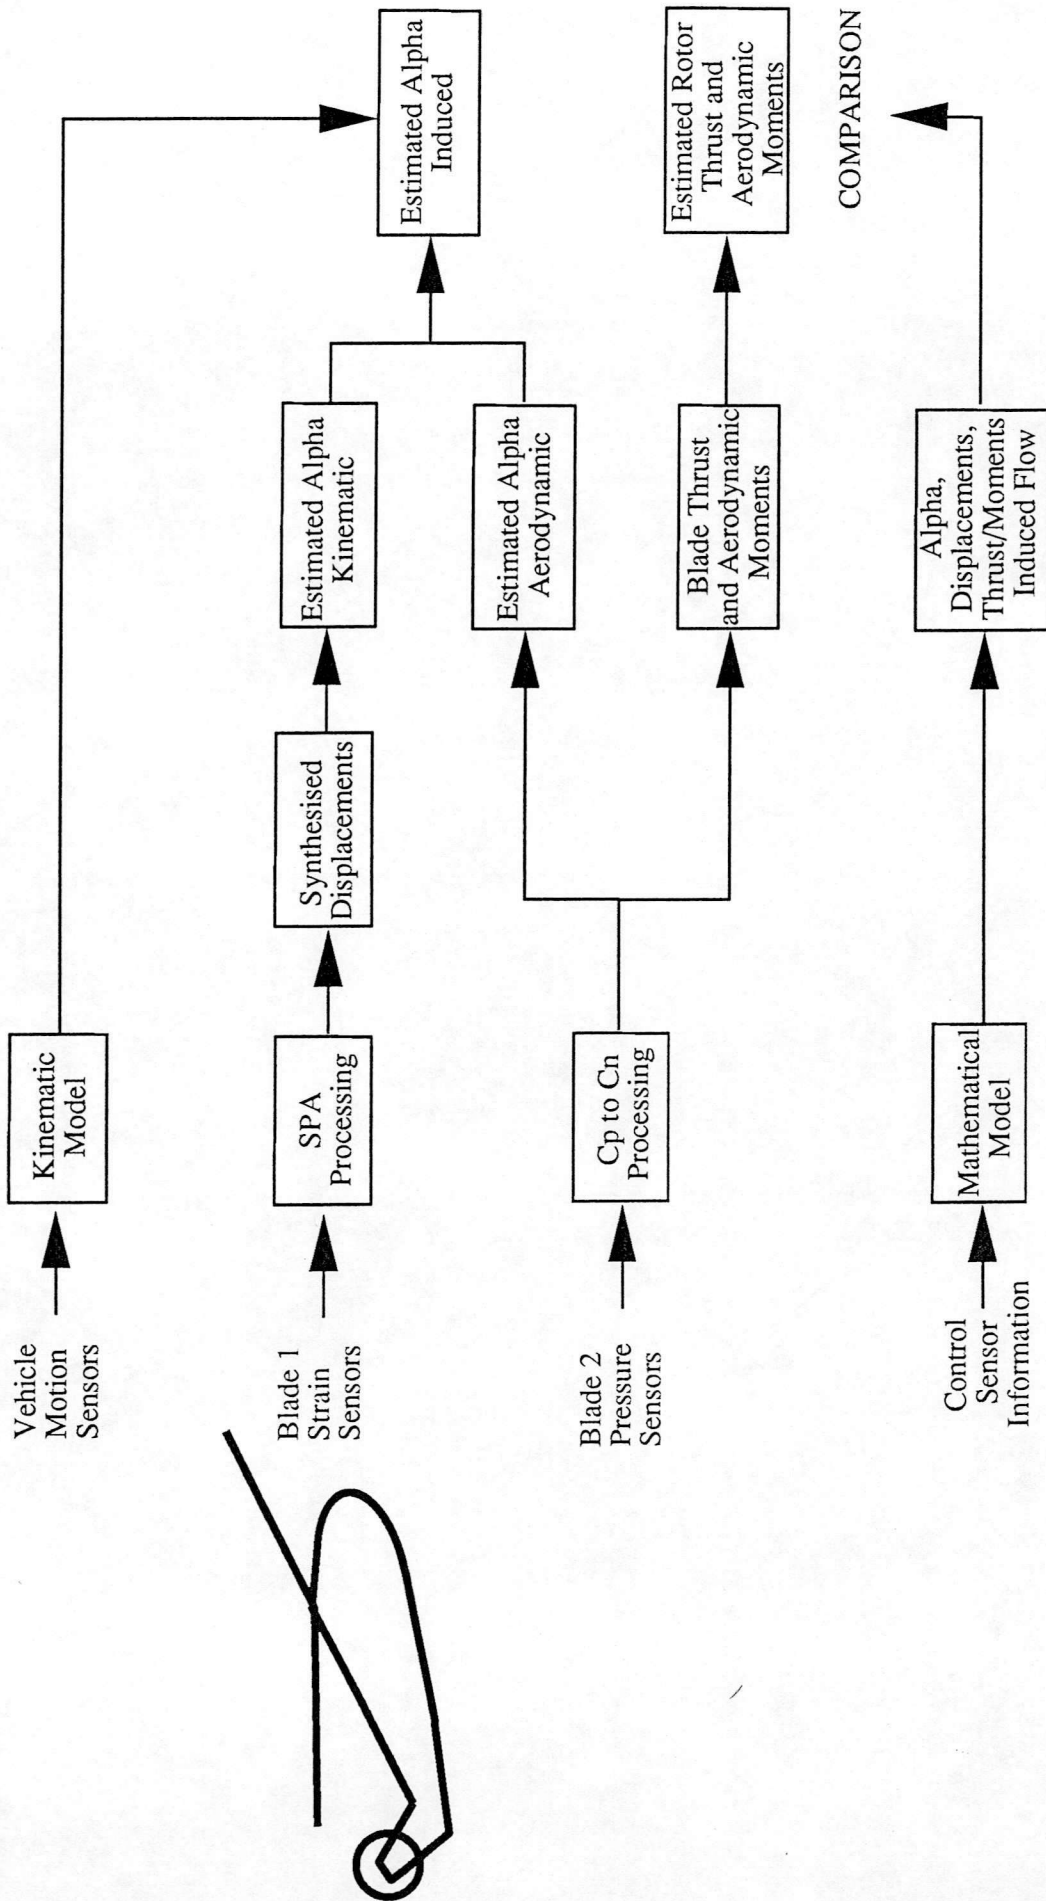 Vehicle
Motion
Sensors
Kinematic
Model
Estimated Alpha
Induced
Blade 1
Strain
Sensors
SPA
Processing
Synthesised
Displacements
Estimated Alpha
Kinematic
Estimated Alpha
Aerodynamic
Blade 2
Pressure
Sensors
Cp to Cn
Processing
Blade Thrust
and Aerodynamic
Moments
Estimated Rotor
Thrust and
Aerodynamic
Moments
COMPARISON
Control
Sensor
Information
Mathematical
Model
Alpha,
Displacements,
Thrust/Moments
Induced Flow